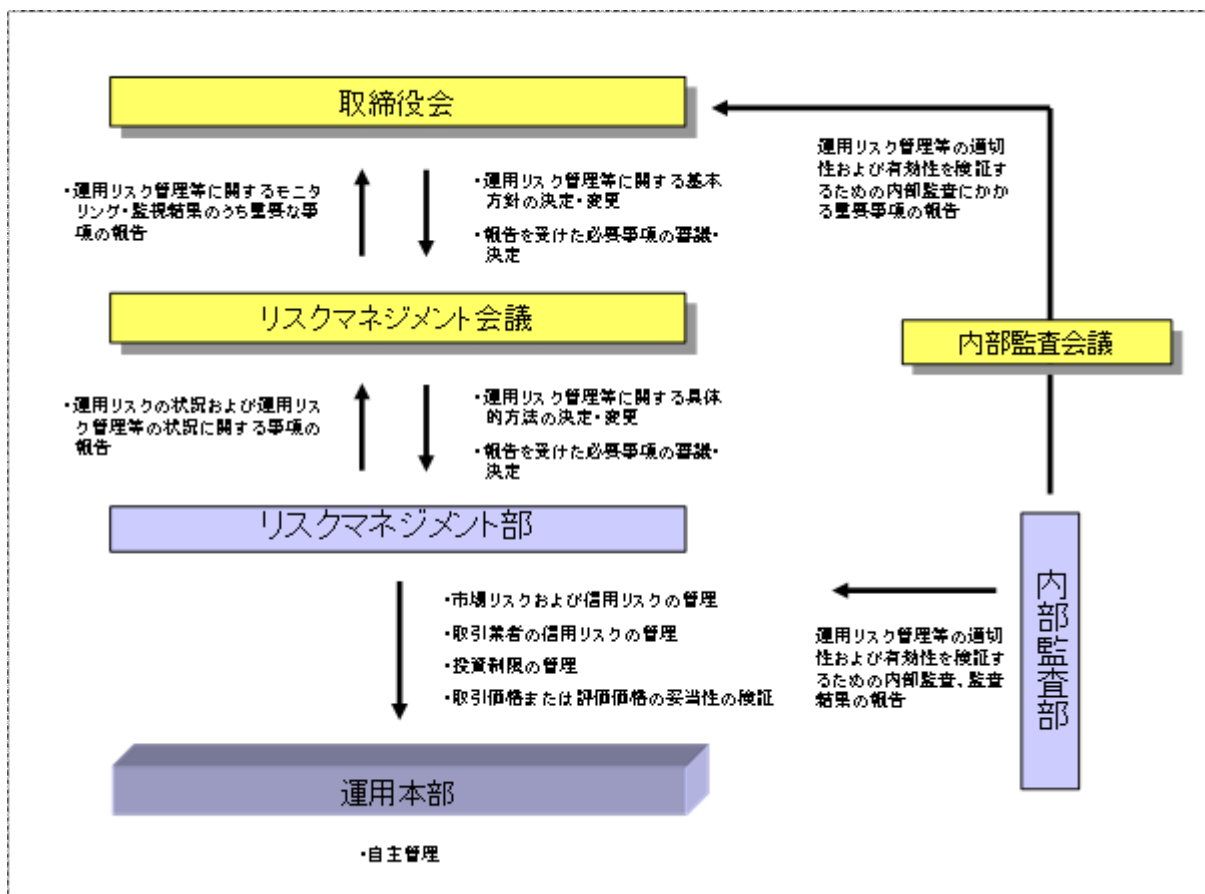 取締役会
・運用リスク管理等に関するモニタ
リング・監視結果のうち重要な事
項の報告
・運用リスク管理等に関する基本
方針の決定・変更
・報告を受けた必要事項の審議・
決定
運用リスク管理等の適切
性および有効性を検証す
るための内部監査にかか
る重要事項の報告
リスクマネジメント会議
内部監査会議
・運用リスクの状況および運用リス
ク管理等の状況に関する事項の
報告
・運用リスク管理等に関する具体
的方法の決定・変更
・報告を受けた必要事項の審議・
決定
リスクマネジメント部
内部監査部
・市場リスクおよび信用リスクの管理
・取引業者の信用リスクの管理
・投資制限の管理
・取引価格または評価価格の妥当性の検証
運用リスク管理等の適切
性および有効性を検証す
るための内部監査、監査
結果の報告
運用本部
・自主管理